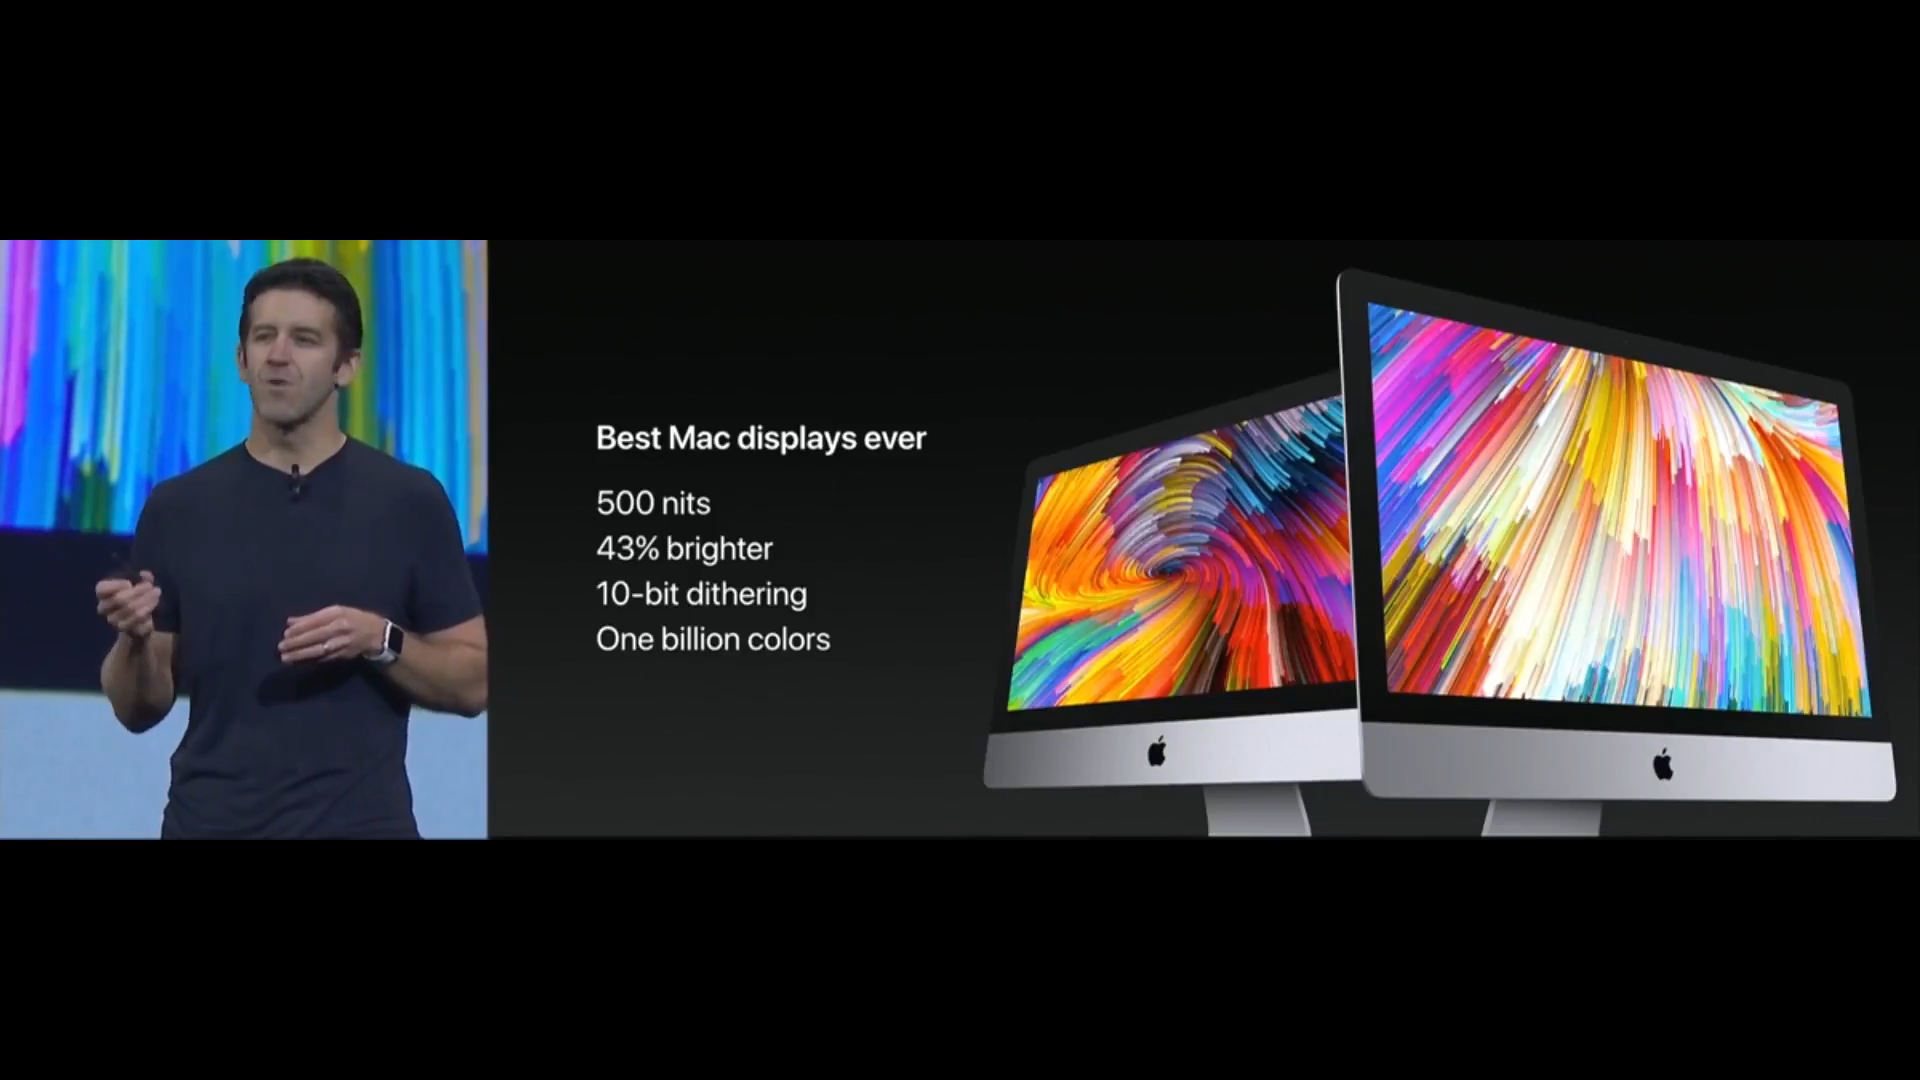 Best Mac displays ever
500 nits
43% brighter
10-bit dithering
One billion colors